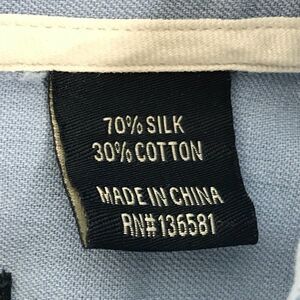 70% SILK
30% COTTON
MADE IN CHINA
RN#136581